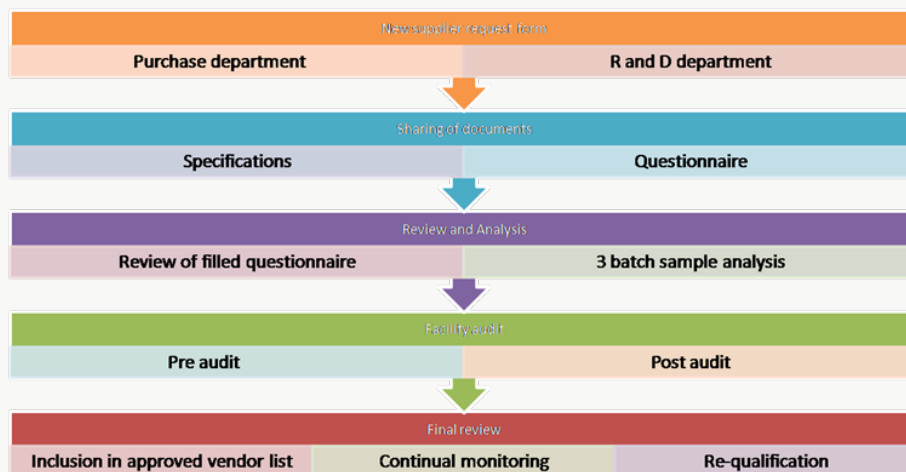 New supplier request form
Purchase department
R and D department
Sharing of documents
Specifications
Questionnaire
Review and Analysis
Review of filled questionnaire
3 batch sample analysis
Facility audit
Pre audit
Post audit
Final review
Inclusion in approved vendor list
Continual monitoring
Re-qualification